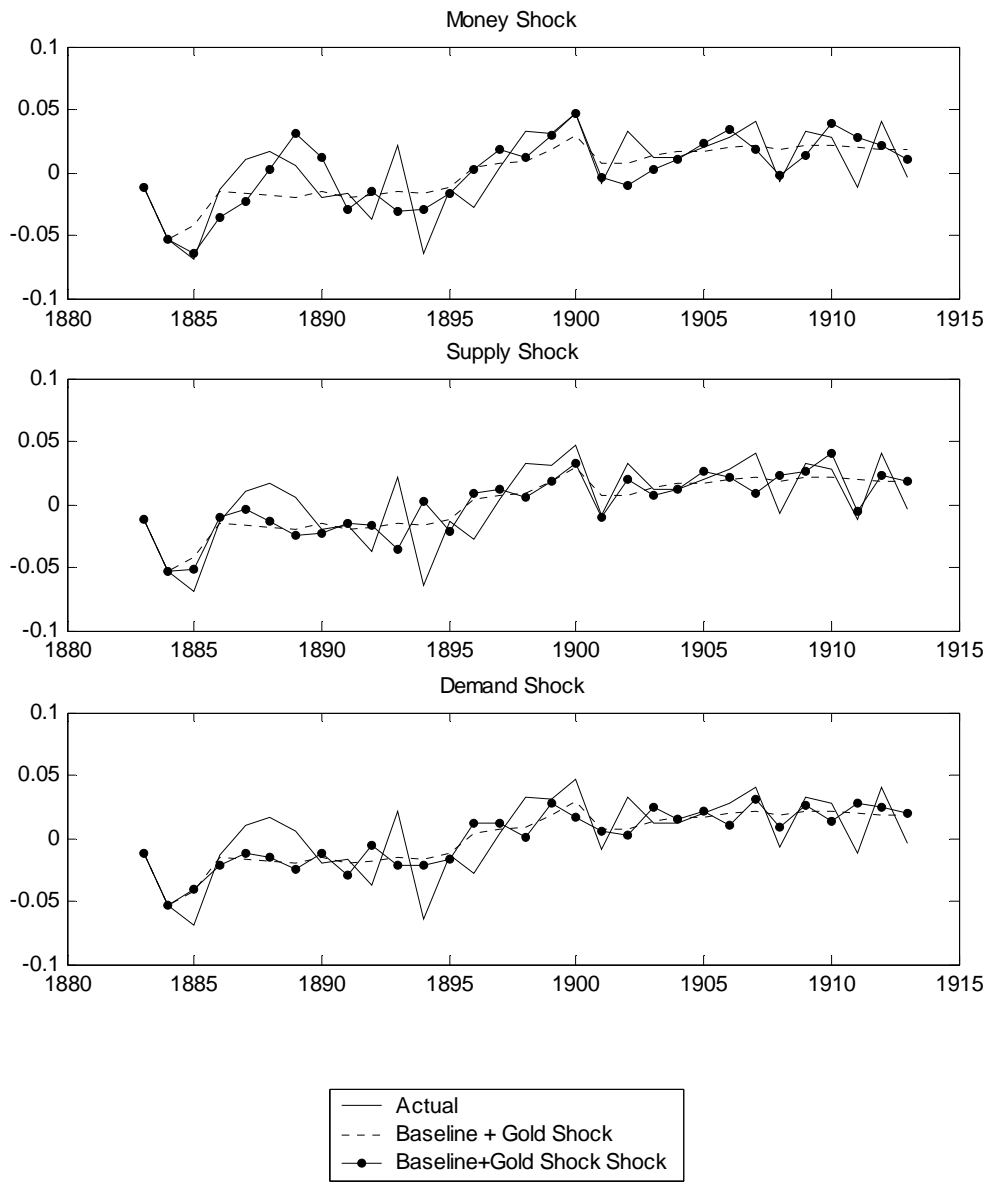 Money Shock
0.1
0.05
0
-0.05
-0.1
1880 1885 1890 1895 1900 1905 1910 1915
Supply Shock
0.1
0.05
0
-0.05
-0.1
1880 1885 1890 1895 1900 1905 1910 1915
Demand Shock
0.1
0.05
0
-0.05
-0.1
1880 1885 1890 1895 1900 1905 1910 1915
Actual
Baseline + Gold Shock
Baseline+Gold Shock Shock